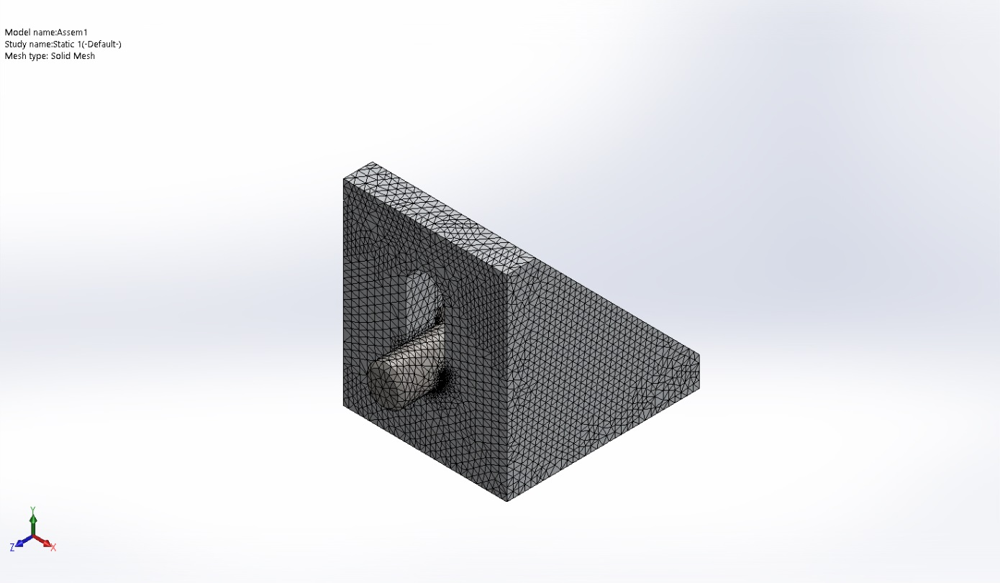 Model name:Assem1
Study name:Static 1(-Default-)
Mesh type: Solid Mesh
Y
Z
X